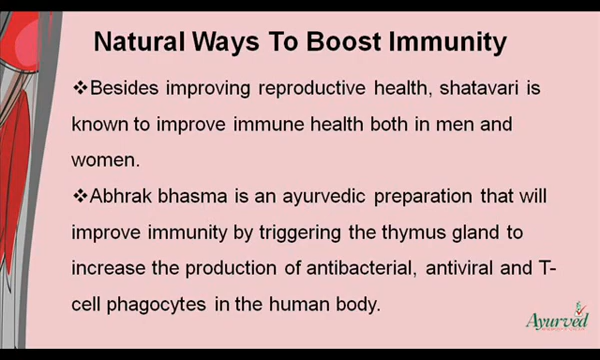 Natural Ways To Boost Immunity
❖Besides improving reproductive health, shatavari is
known to improve immune health both in men and
women.
❖Abhrak bhasma is an ayurvedic preparation that will
improve immunity by triggering the thymus gland to
increase the production of antibacterial, antiviral and T-
cell phagocytes in the human body.
Ayurved